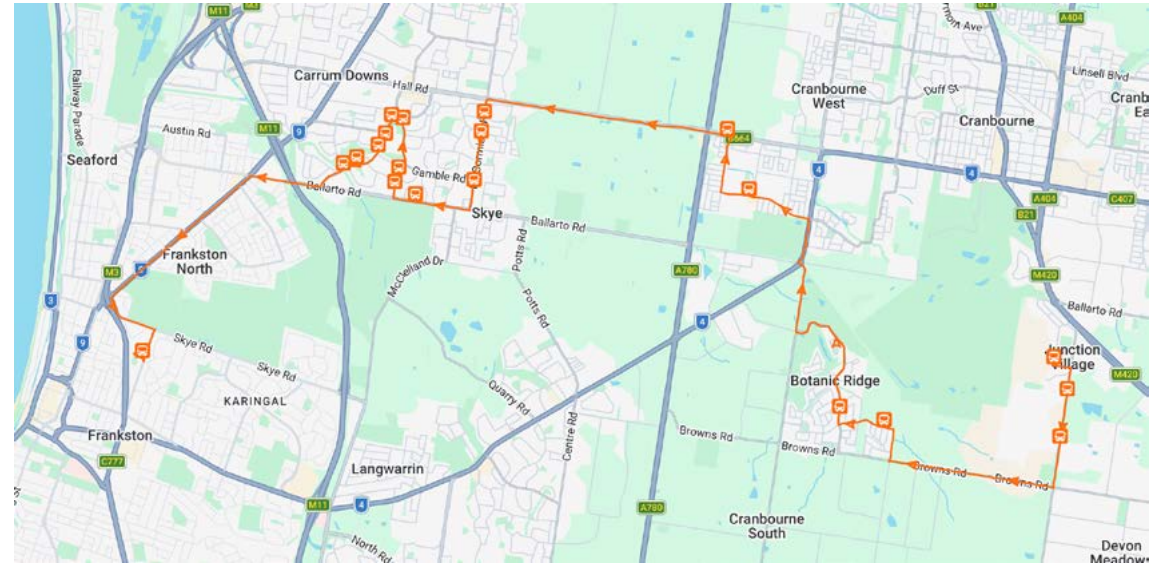 M11
M3
B21
A404
rmont Ave
Linsell Blvd
Carrum Downs
Hall Rd
9
Cranbourne
West
Duff St
Cranb
Ea
Railway Parade
M11
Austin Rd
Cranbourne
Seaford
4
4
Gamble Rd
Ballarto Rd
A404
C407
B21
Skye
Ballarto Rd
Potts Rd
Frankston
North
McClelland Dr
M3
A780
M420
3
Potts Rd
Ballarto Rd
4
9
Skye Rd
Skye Rd
Junction
Village
M420
Quarry Rd
Botanic Ridge
KARINGAL
Centre Rd
Browns Rd
Browns Rd
Frankston
C777
Langwarrin
Browns Rd
Browns Rd
M11
4
A780
Cranbourne
South
North Rd
Devon
Meadows